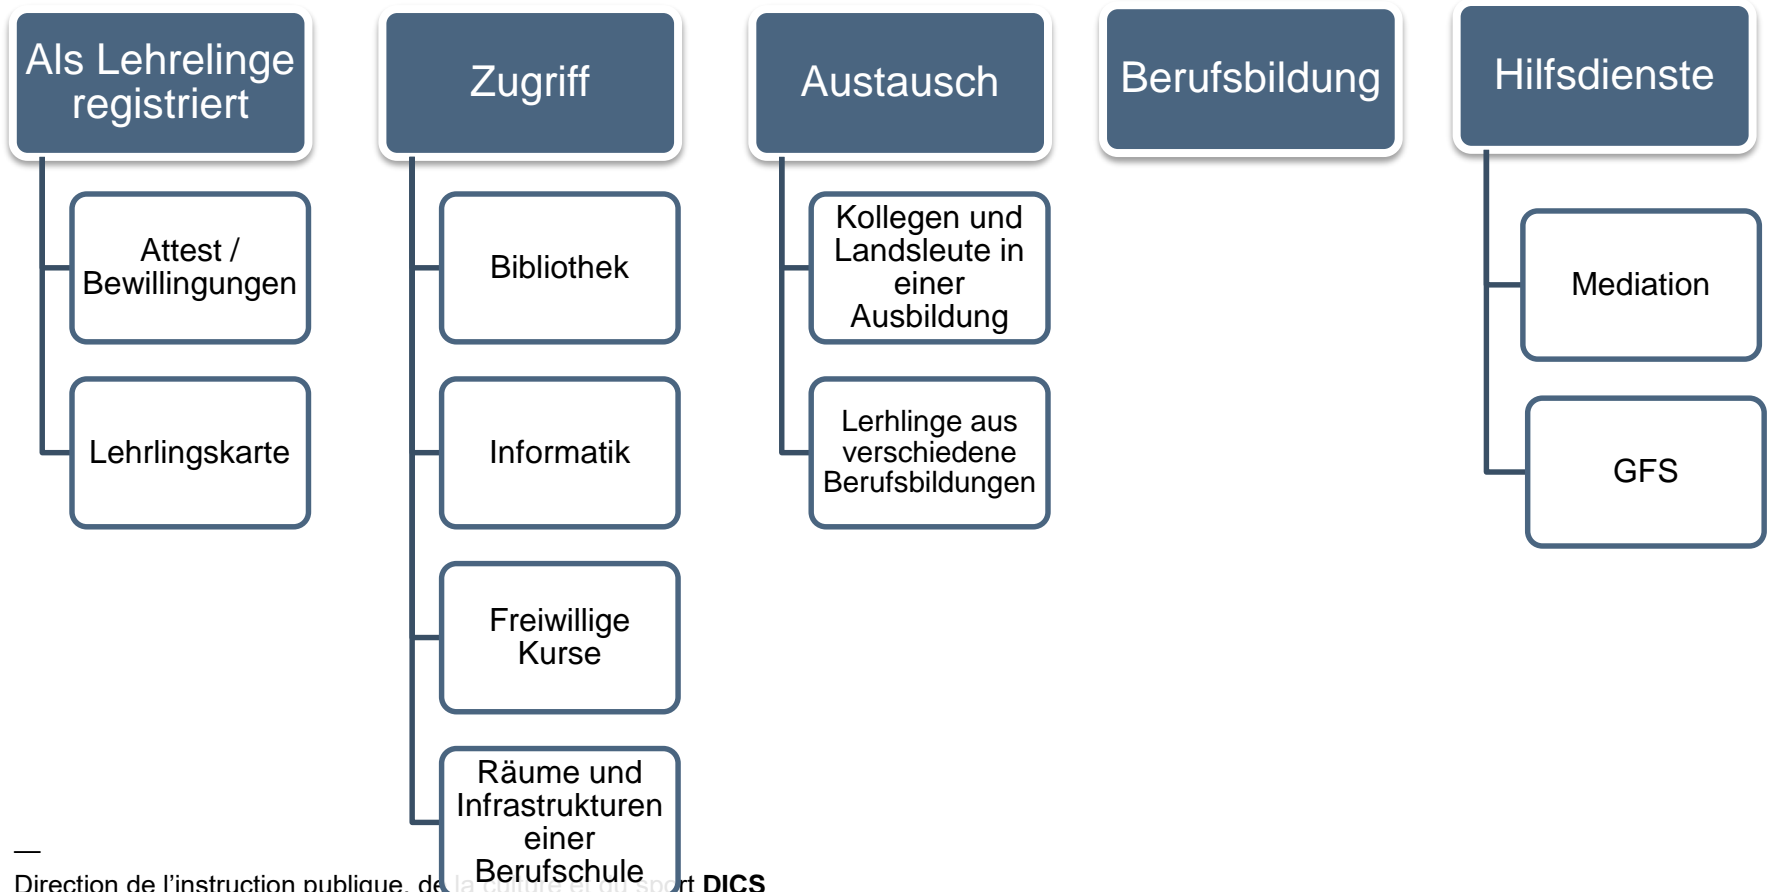 Als Lehrelinge
registriert
Attest /
Bewillingungen
Lehrlingskarte
Zugriff
Bibliothek
Informatik
Freiwillige
Kurse
Räume und
Infrastrukturen
einer
Berufschule
Austausch
Kollegen und
Landsleute in
einer
Ausbildung
Lerhlinge aus
verschiedene
Berufsbildungen
Berufsbildung
Hilfsdienste
Mediation
GFS
—
Direction de l'instruction publique, de la culture et du sport DICS